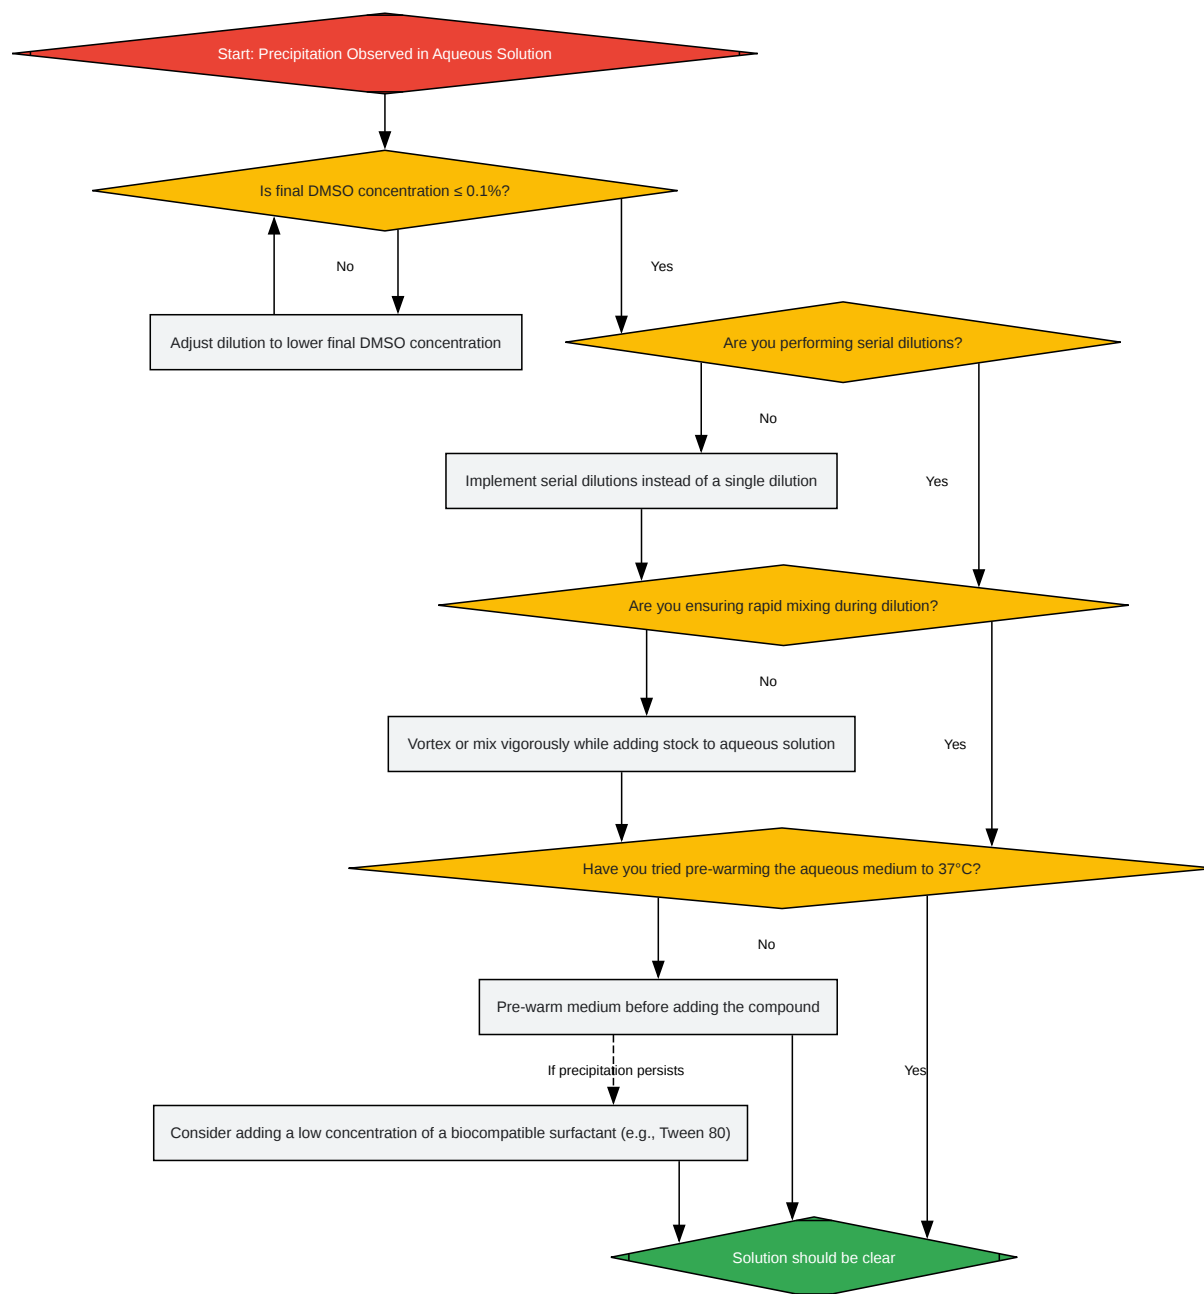 Start: Precipitation Observed in Aqueous Solution
Is final DMSO concentration ≤ 0.1%?
No
Yes
Adjust dilution to lower final DMSO concentration
Are you performing serial dilutions?
No
Implement serial dilutions instead of a single dilution
Yes
Are you ensuring rapid mixing during dilution?
No
Vortex or mix vigorously while adding stock to aqueous solution
Yes
Have you tried pre-warming the aqueous medium to 37°C?
No
Pre-warm medium before adding the compound
If precipitation persists
Yes
Consider adding a low concentration of a biocompatible surfactant (e.g., Tween 80)
Solution should be clear